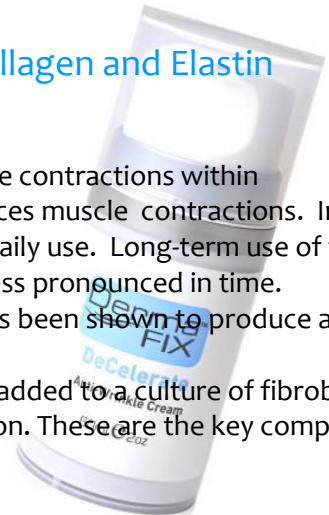 llagen and Elastin
e contractions within
ces muscle contractions. I
aily use. Long-term use of
ss pronounced in time.
s been shown to produce a
added to a culture of fibrob
on. These are the key comp
Derma
FIX
DeCelerate
Anti Wrinkle Cream
2oz